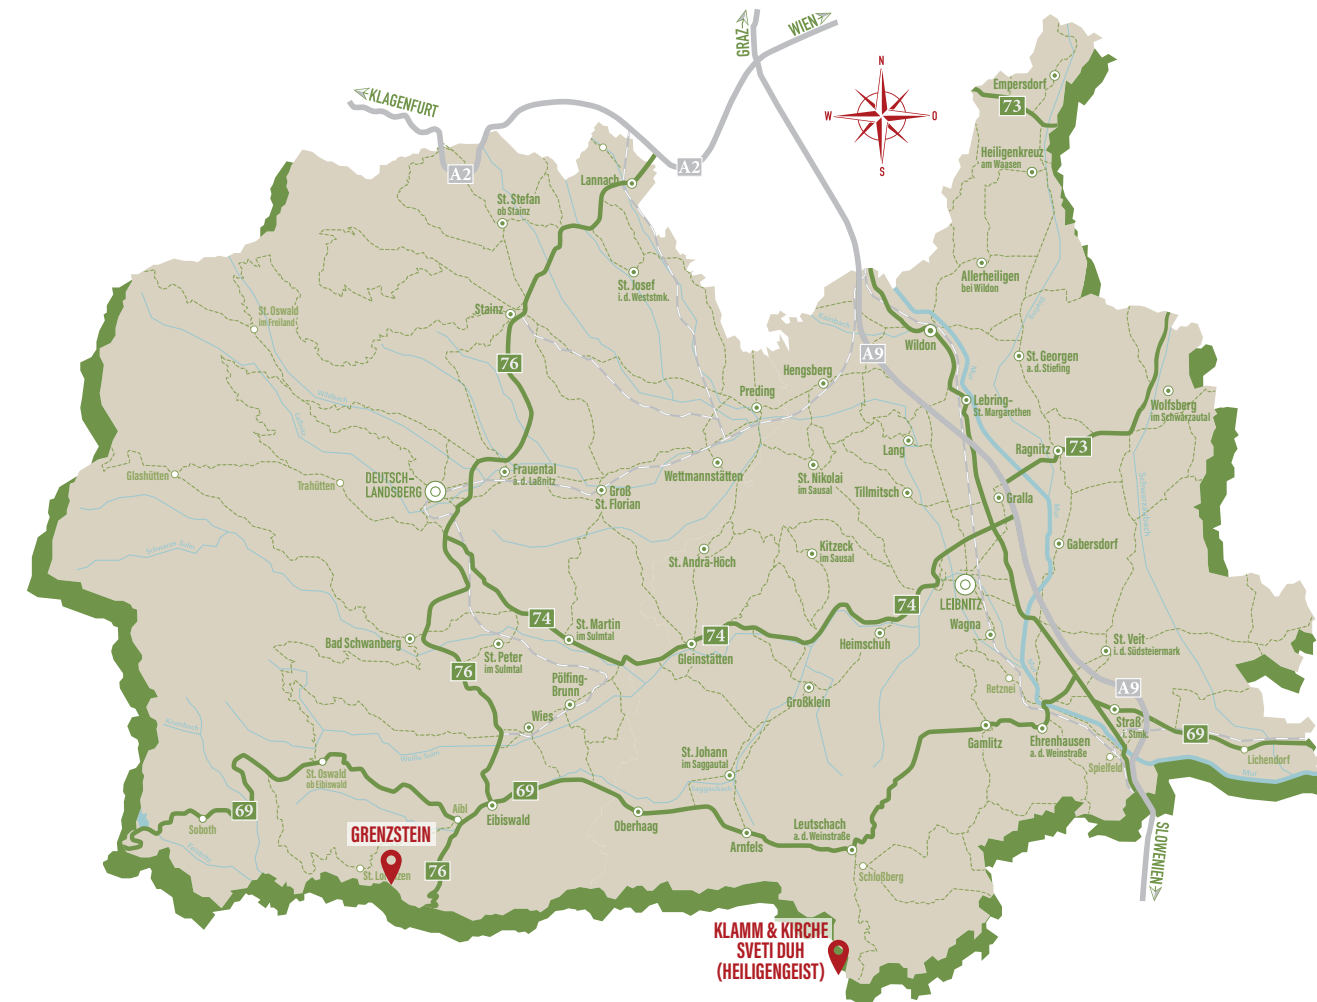 GRAZ
WIEN
KLAGENFURT
N
W
O
S
A2
A2
Empersdorf
73
Heiligenkreuz
am Waasen
Lannach
St. Stefan
ob Stainz
St. Josef
i. d. Weststmk.
Allerheiligen
bei Wildon
St. Oswald
im Freiland
Stainz
Wildon
A9
76
St. Georgen
a. d. Stiefing
Hengsberg
Preding
Lebring-
St. Margarethen
Wolfsberg
im Schwarzautal
Lang
Ragnitz
73
Glashütten
Trahütten
DEUTSCH-
LANDSBERG
Frauental
a. d. Laßnitz
Wettmannstätten
St. Nikolai
im Sausal
Tillmitsch
Groß
St. Florian
Gralla
Schwarze Sulm
St. Andrä-Höch
Kitzeck
im Sausal
Gabersdorf
LEIBNITZ
74
74
74
St. Martin
im Sulmtal
Bad Schwanberg
St. Peter
im Sulmtal
Gleinstätten
Heimschuh
Wagna
St. Veit
i. d. Südsteiermark
76
Pölfing-
Brunn
Großklein
Retznei
A9
Wies
Weiße Sulm
Gamlitz
Ehrenhausen
a. d. Weinstraße
Straß
i. Stmk.
69
Lichendorf
Spielfeld
Mur
St. Oswald
ob Eibiswald
St. Johann
im Saggautal
69
69
Aibl
Eibiswald
Oberhaag
Soboth
Arnfels
Leutschach
a. d. Weinstraße
GRENZSTEIN
76
Schloßberg
SLOWENIEN
KLAMM & KIRCHE
SVETI DUH
(HEILIGENGEIST)